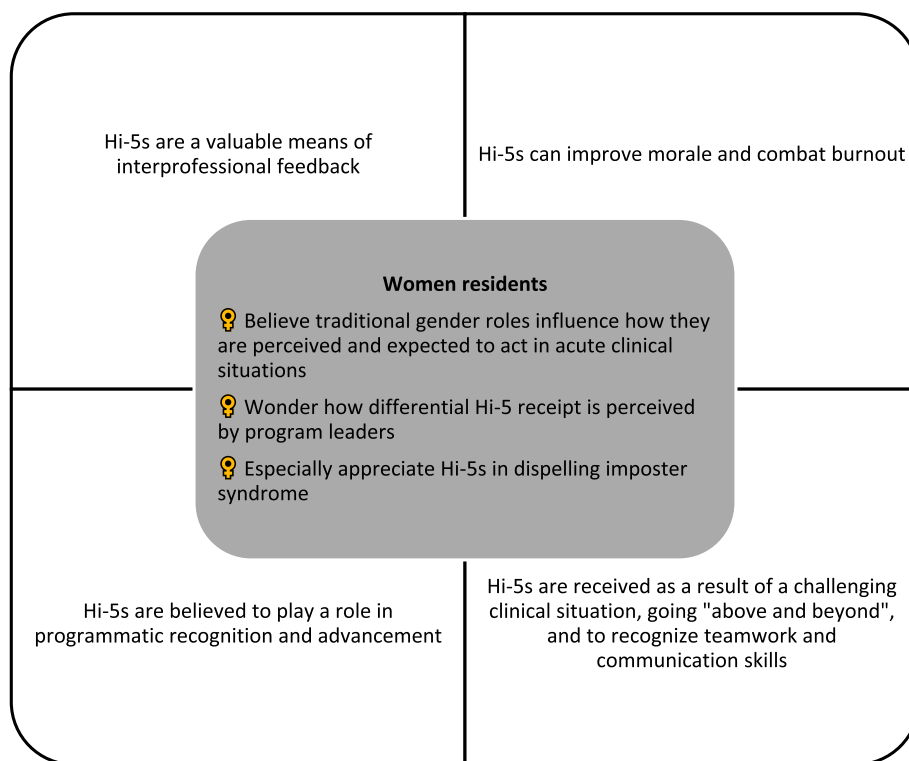 Hi-5s are a valuable means of
interprofessional feedback
Hi-5s can improve morale and combat burnout
Women residents
Believe traditional gender roles influence how they
are perceived and expected to act in acute clinical
situations
Wonder how differential Hi-5 receipt is perceived
by program leaders
Especially appreciate Hi-5s in dispelling imposter
syndrome
Hi-5s are believed to play a role in
programmatic recognition and advancement
Hi-5s are received as a result of a challenging
clinical situation, going "above and beyond",
and to recognize teamwork and
communication skills